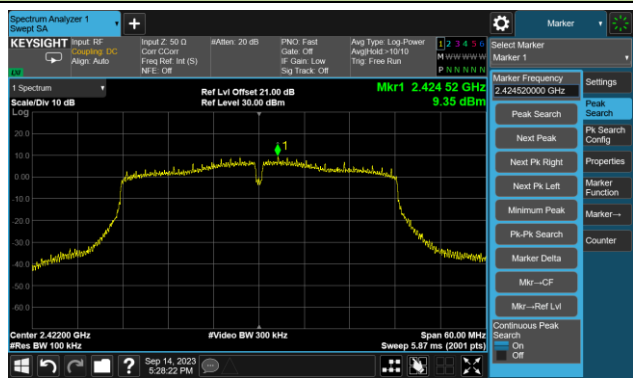 Spectrum Analyzer 1
Swept SA
+
Marker
KEYSIGHT
Input: RF
Coupling: DC
Align: Auto
Input Z: 50 Ω
Corr CCorr
Freq Ref: Int (S)
NFE: Off
#Atten: 20 dB
PNO: Fast
Gate: Off
IF Gain: Low
Sig Track: Off
Avg Type: Log-Power
Avg|Hold:>10/10
Trig: Free Run
1 2 3 4 5 6
M W W W W W
P N N N N N
LXI
Select Marker
Marker 1
1 Spectrum
Scale/Div 10 dB
Log
Ref Lvl Offset 21.00 dB
Ref Level 30.00 dBm
Mkr1 2.424 52 GHz
9.35 dBm
20.0
10.0
0.00
-10.0
-20.0
-30.0
-40.0
-50.0
-60.0
1
Center 2.42200 GHz
#Res BW 100 kHz
#Video BW 300 kHz
Span 60.00 MHz
Sweep 5.87 ms (2001 pts)
Marker Frequency
2.424520000 GHz
Peak Search
Next Peak
Next Pk Right
Next Pk Left
Minimum Peak
Pk-Pk Search
Marker Delta
Mkr→CF
Mkr→Ref Lvl
Continuous Peak
Search
On
Off
Settings
Peak
Search
Pk Search
Config
Properties
Marker
Function
Marker→
Counter
?
Sep 14, 2023
5:28:22 PM